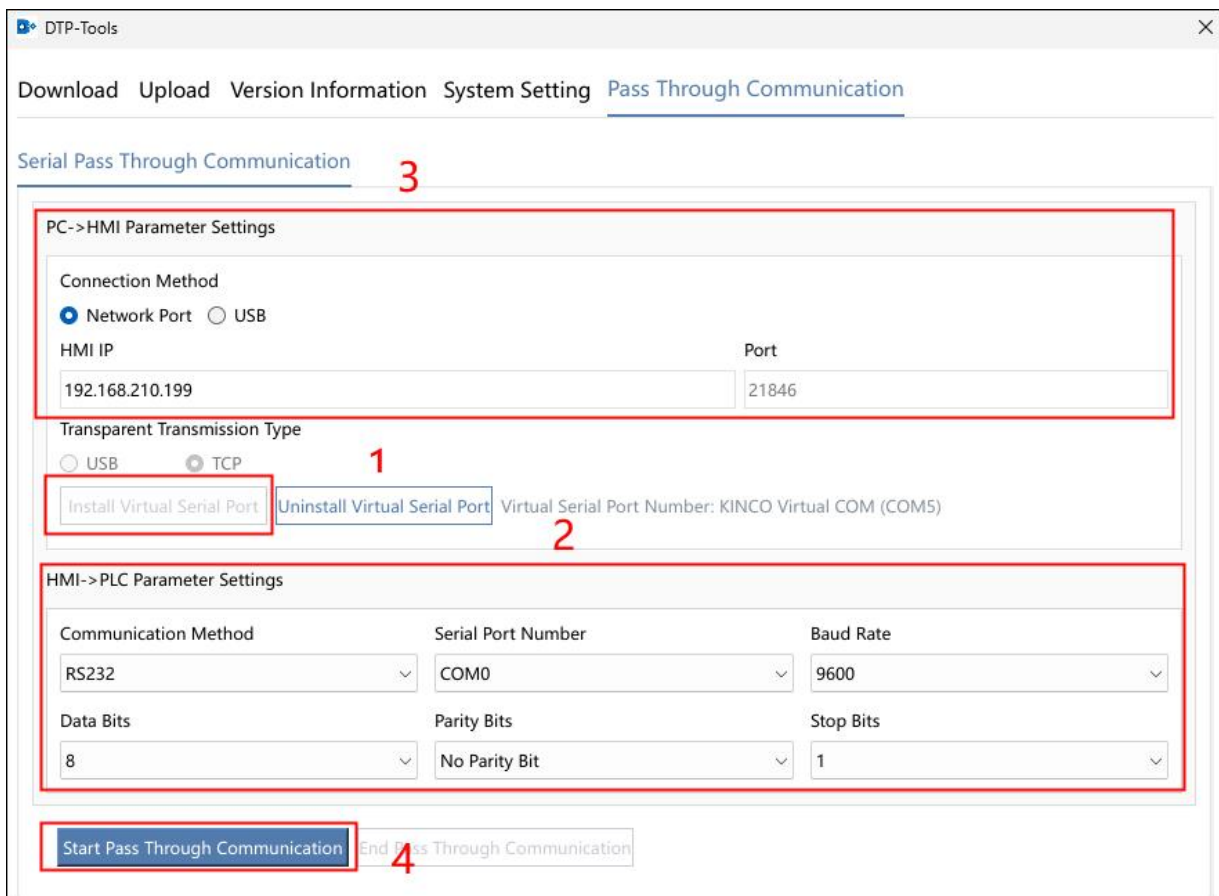 DTP-Tools
Download Upload Version Information System Setting Pass Through Communication
Serial Pass Through Communication
3
PC->HMI Parameter Settings
Connection Method
Network Port USB
HMI IP Port
192.168.210.199 21846
Transparent Transmission Type
USB TCP 1
Install Virtual Serial Port Uninstall Virtual Serial Port Virtual Serial Port Number: KINCO Virtual COM (COM5)
2
HMI->PLC Parameter Settings
Communication Method Serial Port Number Baud Rate
RS232 COM0 9600
Data Bits Parity Bits Stop Bits
8 No Parity Bit 1
Start Pass Through Communication End Pass Through Communication
4